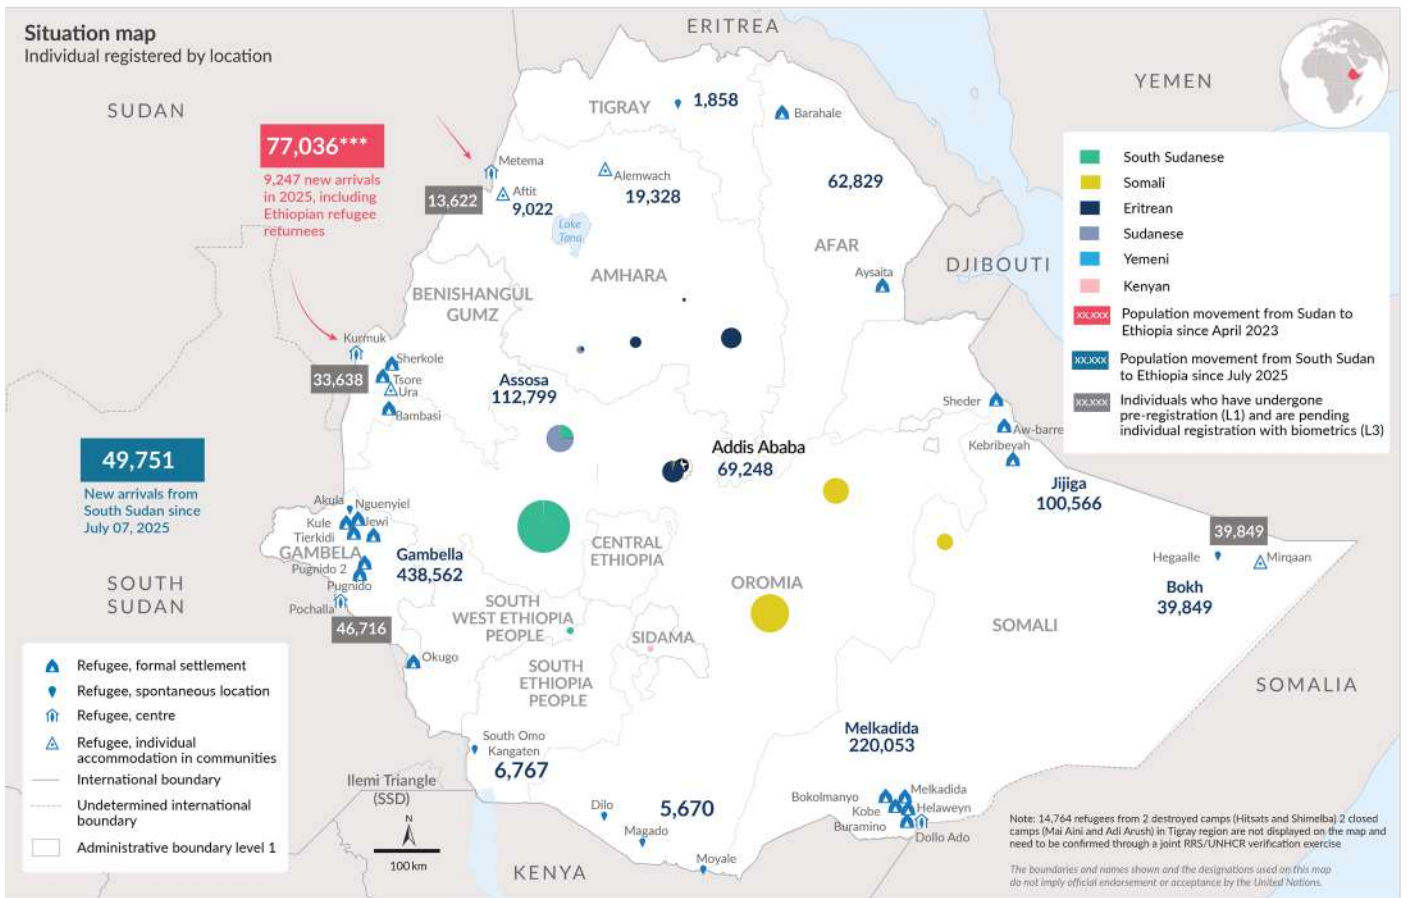 Situation map
Individual registered by location
ERITREA
YEMEN
SUDAN
TIGRAY
1,858
Barahale
77,036***
9,247 new arrivals
in 2025, including
Ethiopian refugee
returnees
Metema
13,622
Aftit
9,022
Alemwach
19,328
62,829
Lake
Tana
AFAR
Aysaita
DJIBOUTI
AMHARA
BENISHANGUL
GUMZ
South Sudanese
Somali
Eritrean
Sudanese
Yemeni
Kenyan
xx,xxx
Population movement from Sudan to
Ethiopia since April 2023
xx,xxx
Population movement from South Sudan
to Ethiopia since July 2025
xx,xxx
Individuals who have undergone
pre-registration (L1) and are pending
individual registration with biometrics (L3)
Kurmuk
33,638
Sherkole
Tsore
Ura
Bambasi
Assosa
112,799
Sheder
Aw-barre
Kebribeyah
Jijiga
100,566
Addis Ababa
69,248
49,751
New arrivals from
South Sudan since
July 07, 2025
Akula
Nguenyiel
Kule
Jewi
Tierkidi
GAMBELA
Pugnido 2
Pugnido
Pochalla
46,716
Okugo
Gambella
438,562
CENTRAL
ETHIOPIA
OROMIA
39,849
Hegaalle
Mirqaan
Bokh
39,849
SOUTH
SUDAN
SOUTH
WEST ETHIOPIA
PEOPLE
SIDAMA
SOUTH
ETHIOPIA
PEOPLE
SOMALI
SOMALIA
Refugee, formal settlement
Refugee, spontaneous location
Refugee, centre
Refugee, individual
accommodation in communities
International boundary
Undetermined international
boundary
Administrative boundary level 1
South Omo
Kangaten
6,767
Ilemi Triangle
(SSD)
N
100 km
Dilo
5,670
Magado
Moyale
KENYA
Melkadida
220,053
Bokolmanyo
Melkadida
Kobe
Helaweyn
Buramino
Dollo Ado
Note: 14,764 refugees from 2 destroyed camps (Hitsats and Shimelba) 2 closed
camps (Mai Aini and Adi Arush) in Tigray region are not displayed on the map and
need to be confirmed through a joint RRS/UNHCR verification exercise
The boundaries and names shown and the designations used on this map
do not imply official endorsement or acceptance by the United Nations.